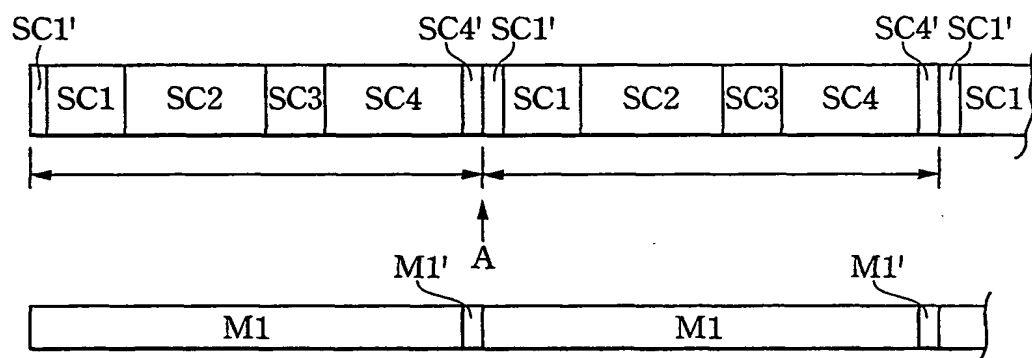 SC1' SC4' SC1' SC4' SC1'
SC1 SC2 SC3 SC4 SC1 SC2 SC3 SC4 SC1
A
M1' M1'
M1 M1